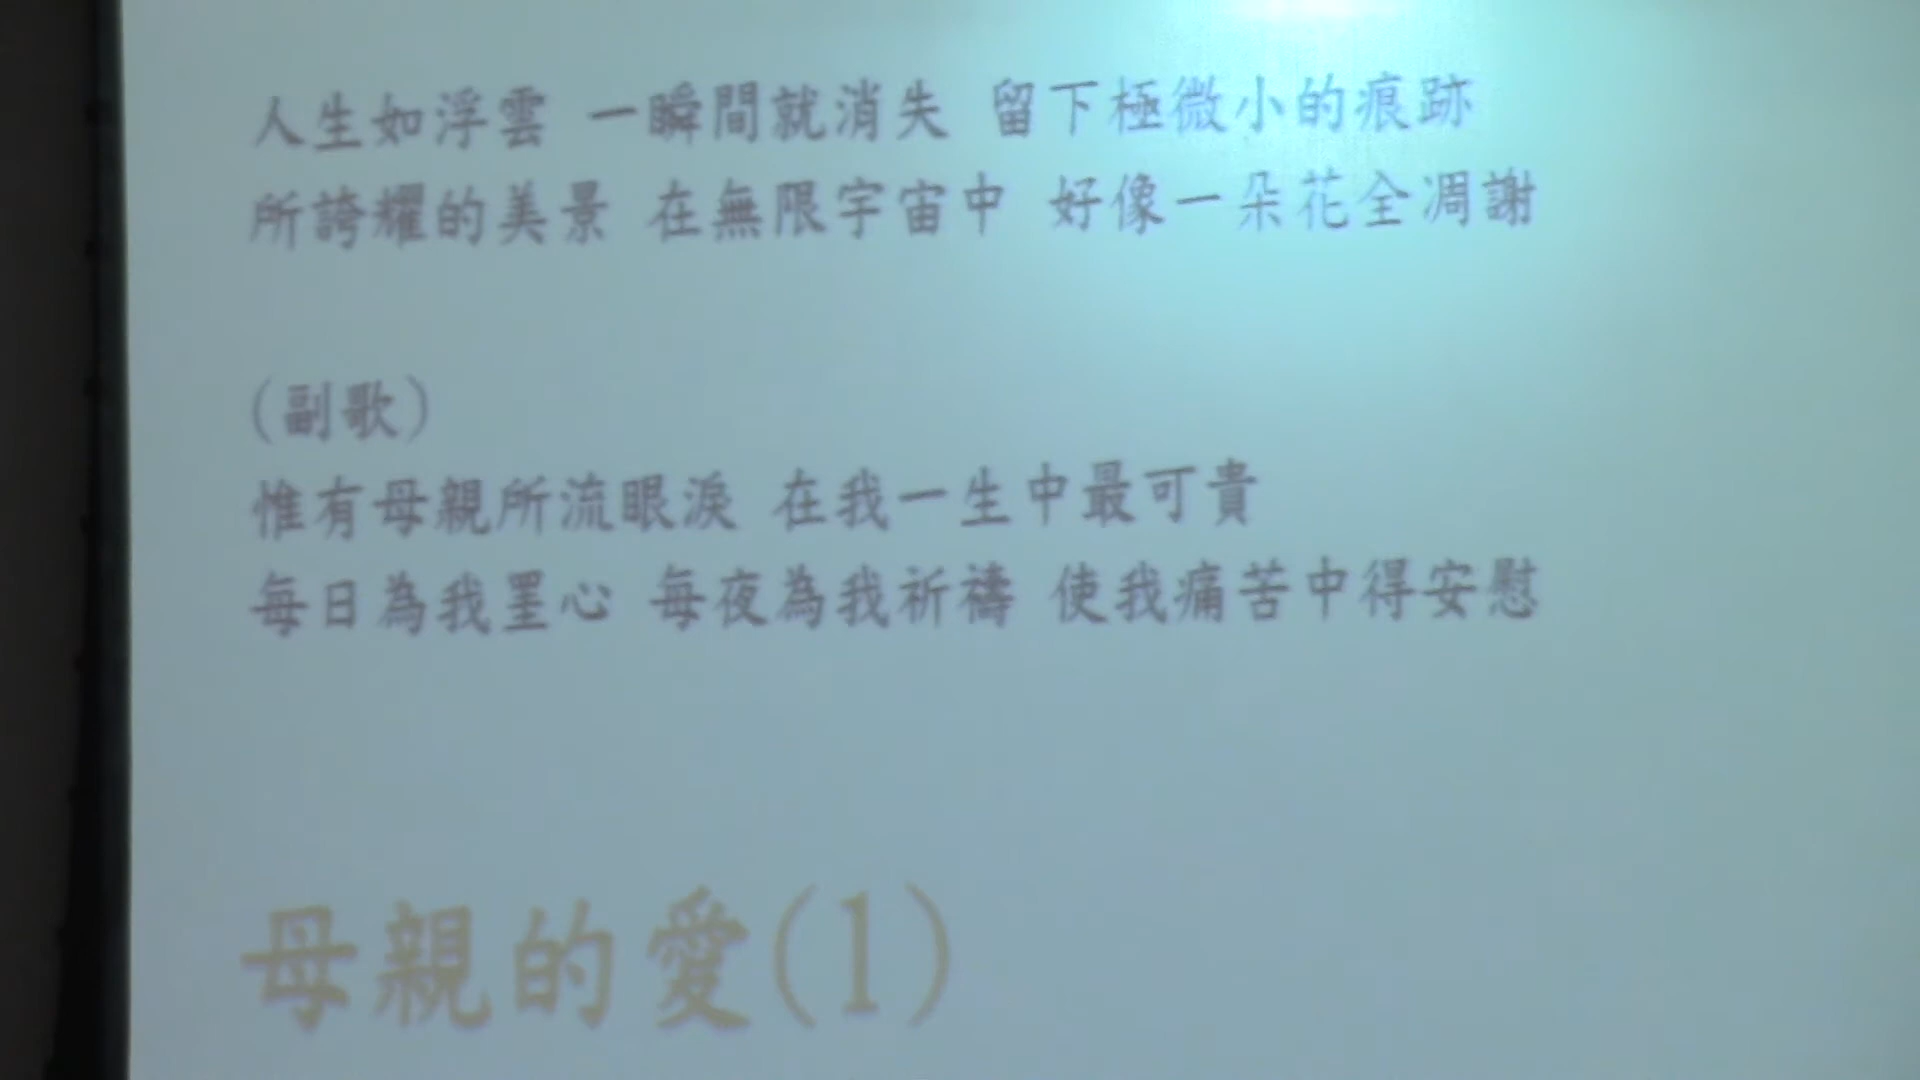 人生如浮雲 一瞬間就消失 留下極微小的痕跡
所誇耀的美景 在無限宇宙中 好像一朵花全凋謝
(副歌)
惟有母親所流眼淚 在我一生中最可貴
每日為我罣心 每夜為我祈禱 使我痛苦中得安慰
母親的愛(1)